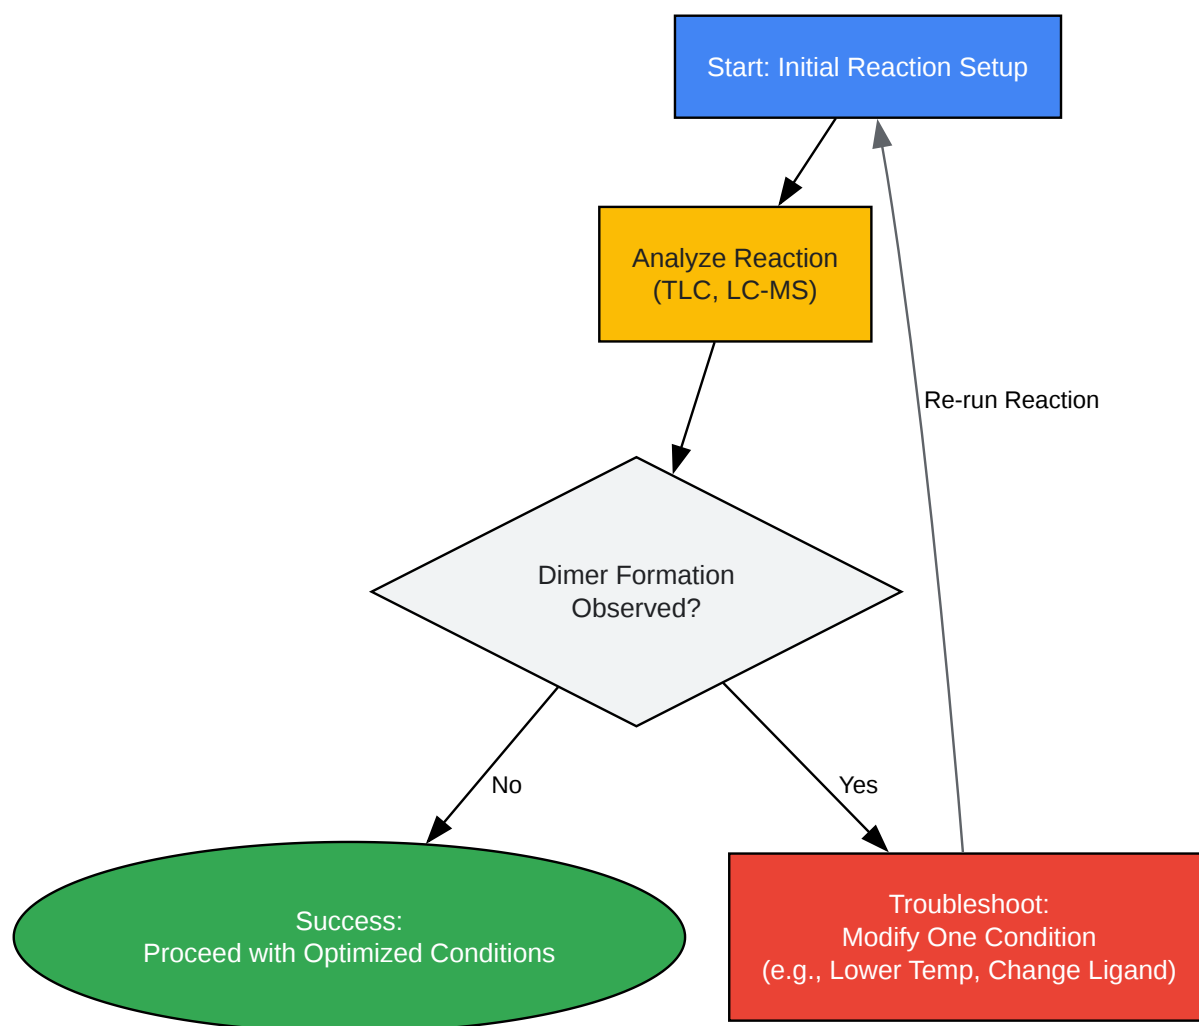 Start: Initial Reaction Setup
Analyze Reaction
(TLC, LC-MS)
Re-run Reaction
Dimer Formation
Observed?
No
Yes
Success:
Proceed with Optimized Conditions
Troubleshoot:
Modify One Condition
(e.g., Lower Temp, Change Ligand)